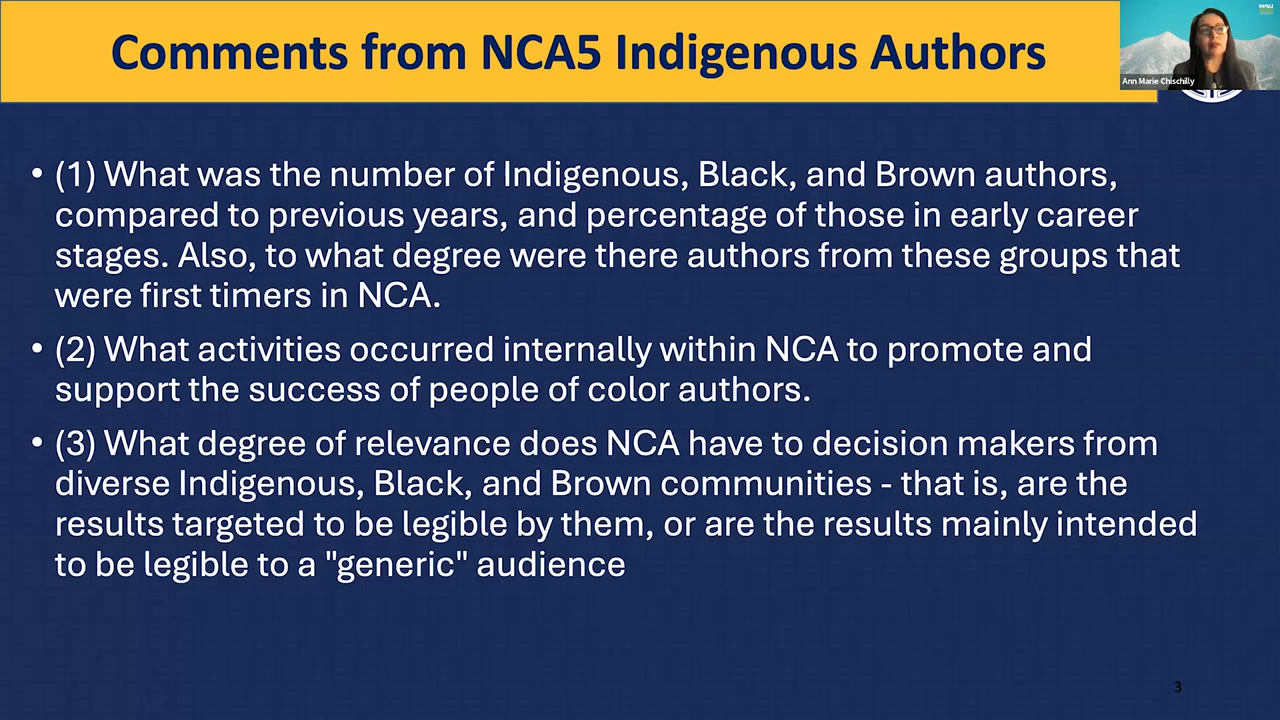 Comments from NCA5 Indigenous Authors
NAU
Ann Marie Chischilly
• (1) What was the number of Indigenous, Black, and Brown authors,
compared to previous years, and percentage of those in early career
stages. Also, to what degree were there authors from these groups that
were first timers in NCA.
• (2) What activities occurred internally within NCA to promote and
support the success of people of color authors.
• (3) What degree of relevance does NCA have to decision makers from
diverse Indigenous, Black, and Brown communities - that is, are the
results targeted to be legible by them, or are the results mainly intended
to be legible to a "generic" audience
3